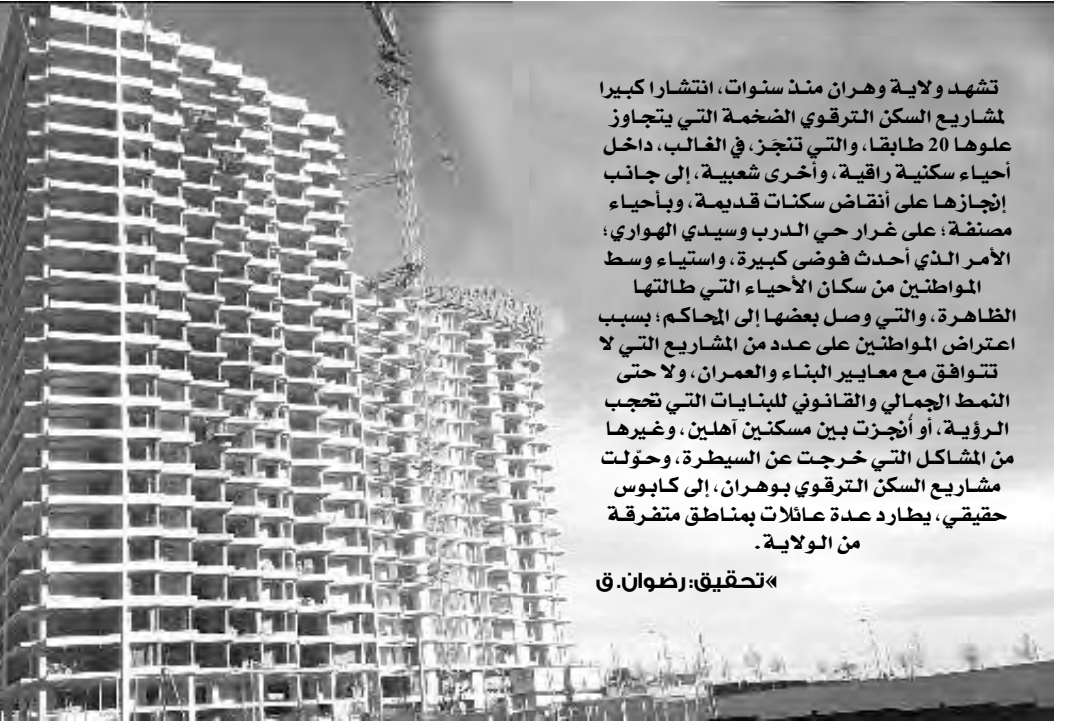 تشهد ولاية وهران منذ سنوات، انتشارا كبيرا
لمشاريع السكن الترقوي الضخمة التي يتجاوز
علوها 20 طابقا، والتي تنجَز، في الغالب، داخل
أحياء سكنية راقية، وأخرى شعبية، إلى جانب
إنجازها على أنقاض سكنات قديمة، وبأحياء
مصنفة؛ على غرار حي الدرب وسيدي الهواري؛
الأمر الذي أحدث فوضى كبيرة، واستياء وسط
المواطنين من سكان الأحياء التي طالتها
الظاهرة، والتي وصل بعضها إلى المحاكم؛ بسبب
اعتراض المواطنين على عدد من المشاريع التي لا
تتوافق مع معايير البناء والعمران، ولا حتى
النمط الجمالي والقانوني للبنايات التي تحجب
الرؤية، أو أُنجزت بين مسكنين آهلين، وغيرها
من المشاكل التي خرجت عن السيطرة، وحوّلت
مشاريع السكن الترقوي بوهران، إلى كابوس
حقيقي، يطارد عدة عائلات بمناطق متفرقة
من الولاية.
»تحقيق: رضوان. ق